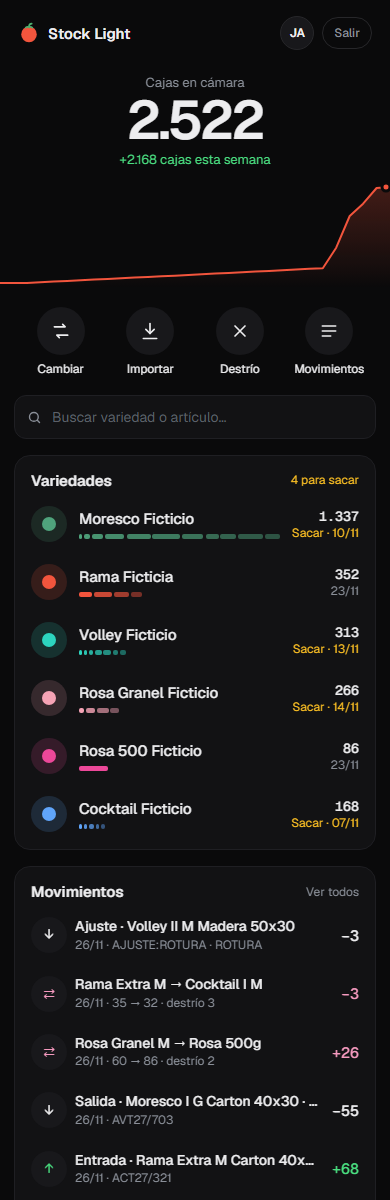 Stock Light
JA
Salir
Cajas en cámara
2.522
+2.168 cajas esta semana
Cambiar
Importar
Destrío
Movimientos
Buscar variedad o artículo…
Variedades
4 para sacar
Moresco Ficticio
1.337
Sacar · 10/11
Rama Ficticia
352
23/11
Volley Ficticio
313
Sacar · 13/11
Rosa Granel Ficticio
266
Sacar · 14/11
Rosa 500 Ficticio
86
23/11
Cocktail Ficticio
168
Sacar · 07/11
Movimientos
Ver todos
Ajuste · Volley II M Madera 50x30
26/11 · AJUSTE:ROTURA · ROTURA
−3
Rama Extra M → Cocktail I M
26/11 · 35 → 32 · destrío 3
−3
Rosa Granel M → Rosa 500g
26/11 · 60 → 86 · destrío 2
+26
Salida · Moresco I G Carton 40x30 · …
26/11 · AVT27/703
−55
Entrada · Rama Extra M Carton 40x…
26/11 · ACT27/321
+68